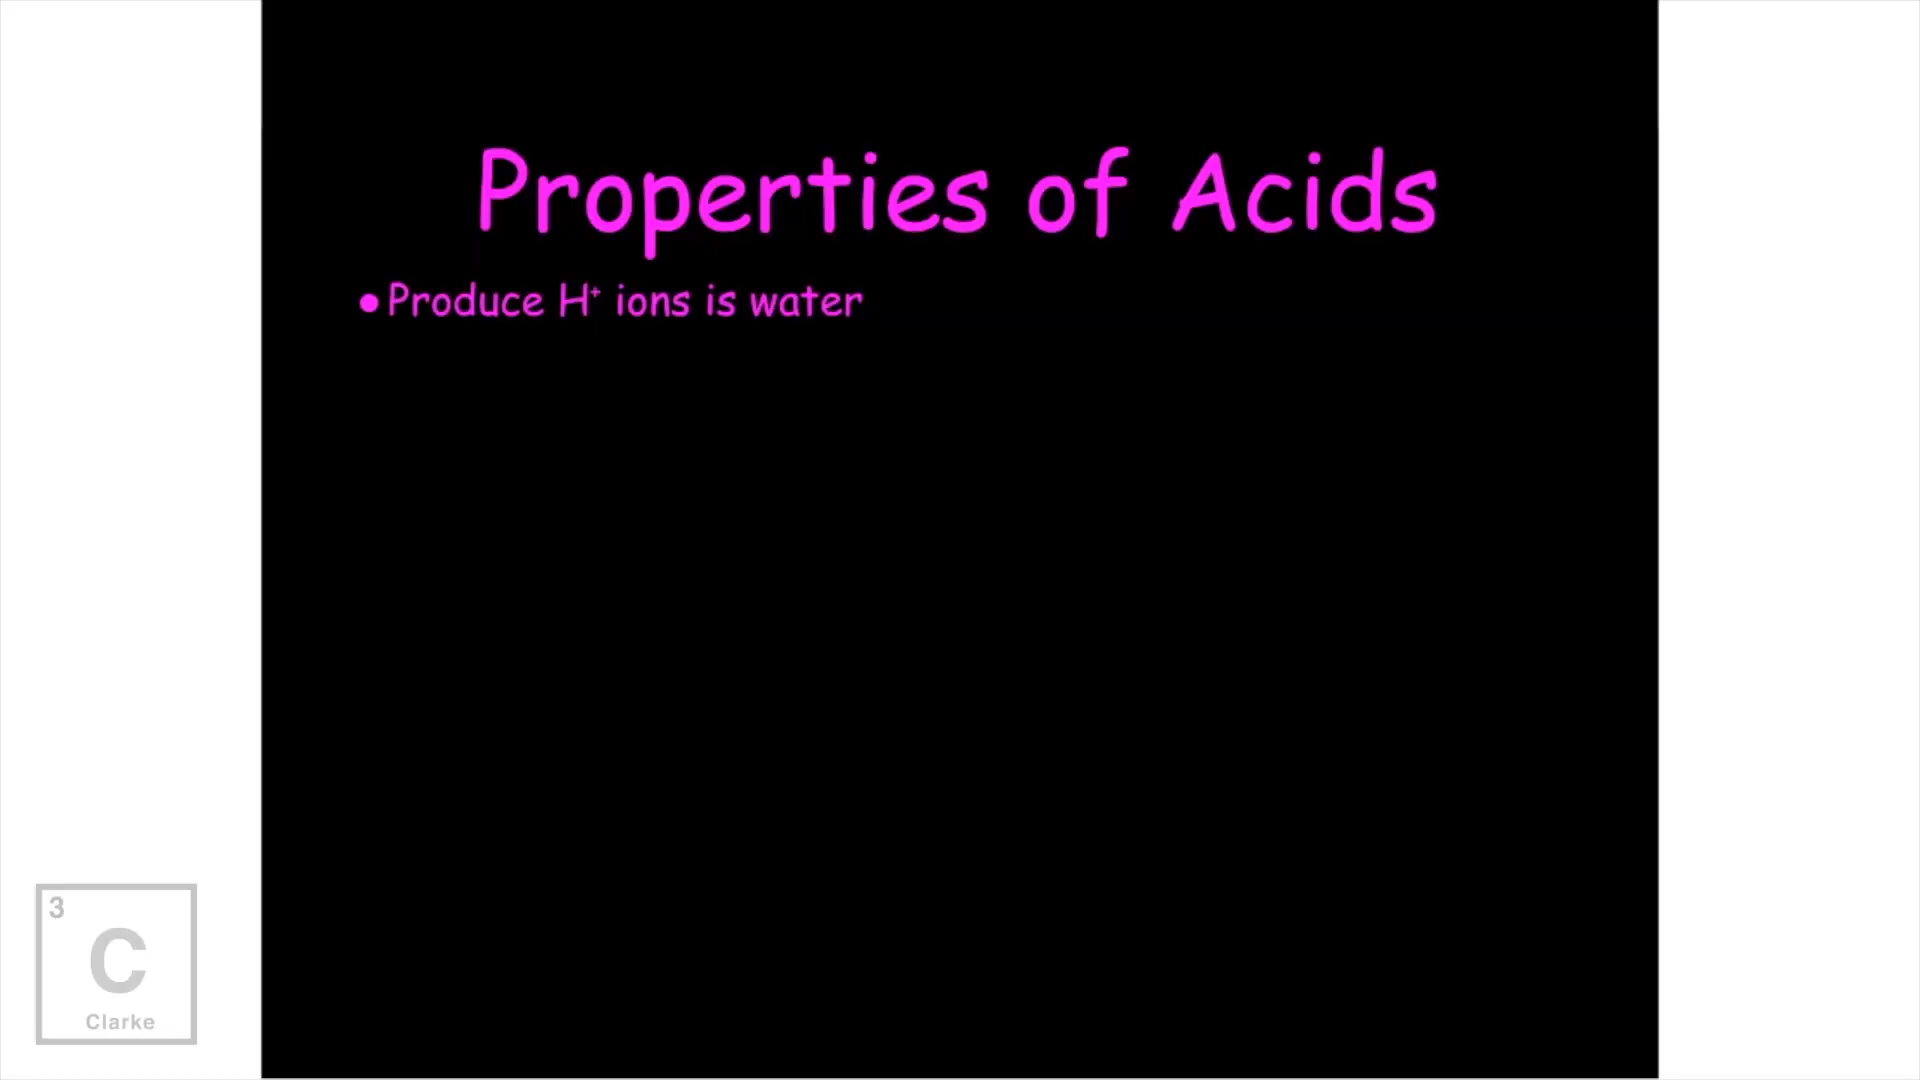 Properties of Acids
• Produce H⁺ ions is water
3
C
Clarke